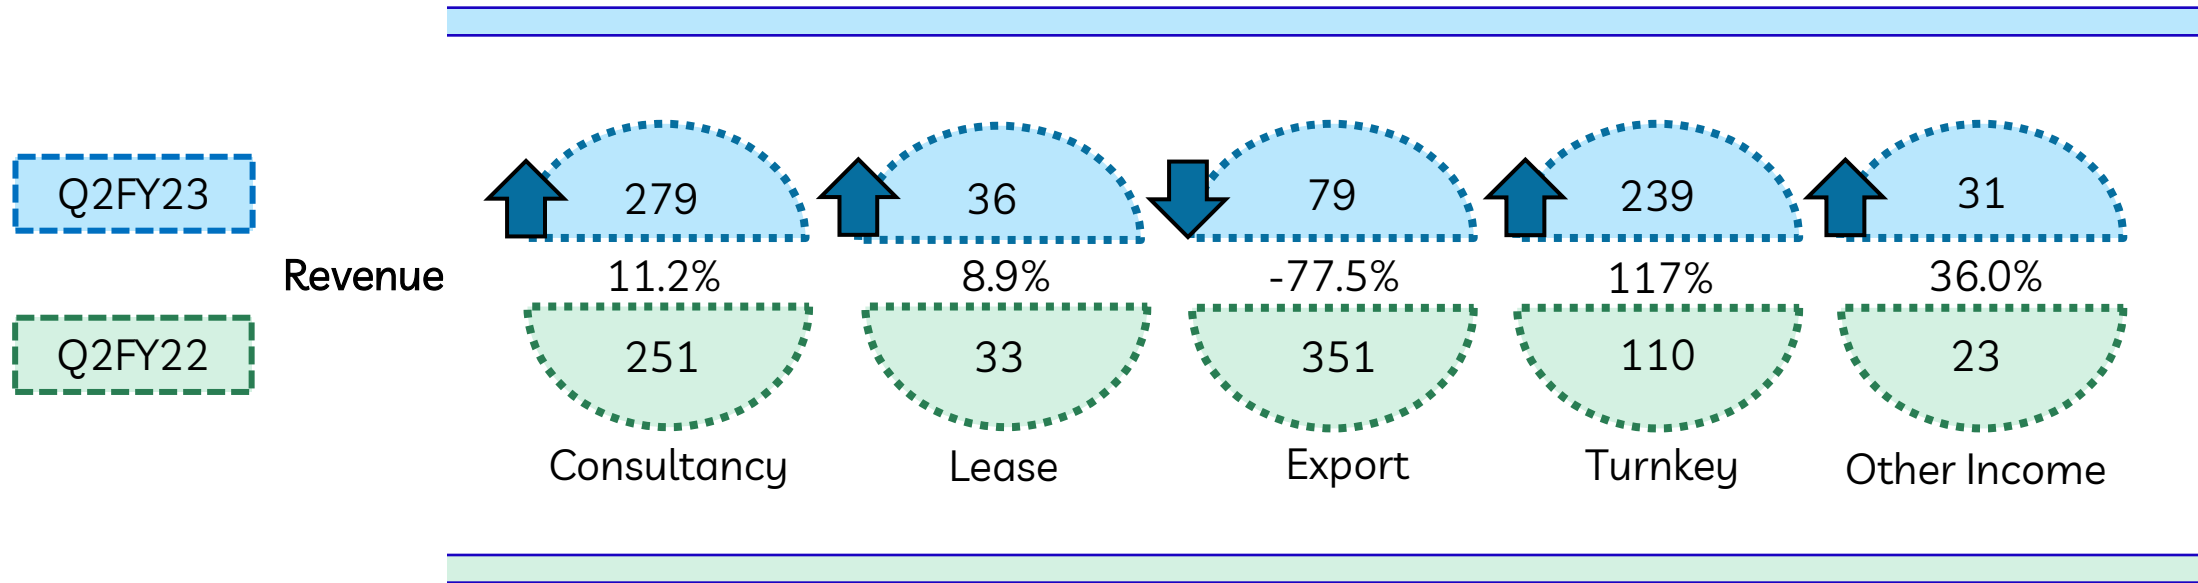 Q2FY23
279
36
79
239
31
Revenue
11.2%
8.9%
-77.5%
117%
36.0%
Q2FY22
251
33
351
110
23
Consultancy
Lease
Export
Turnkey
Other Income